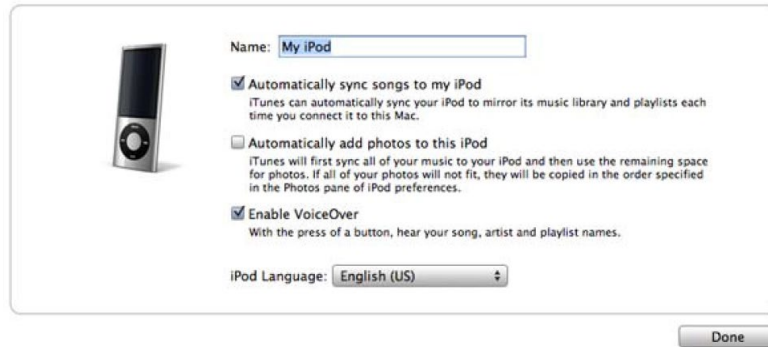 Name: My iPod
Automatically sync songs to my iPod
iTunes can automatically sync your iPod to mirror its music library and playlists each
time you connect it to this Mac.
Automatically add photos to this iPod
iTunes will first sync all of your music to your iPod and then use the remaining space
for photos. If all of your photos will not fit, they will be copied in the order specified
in the Photos pane of iPod preferences.
Enable VoiceOver
With the press of a button, hear your song, artist and playlist names.
iPod Language: English (US)
Done